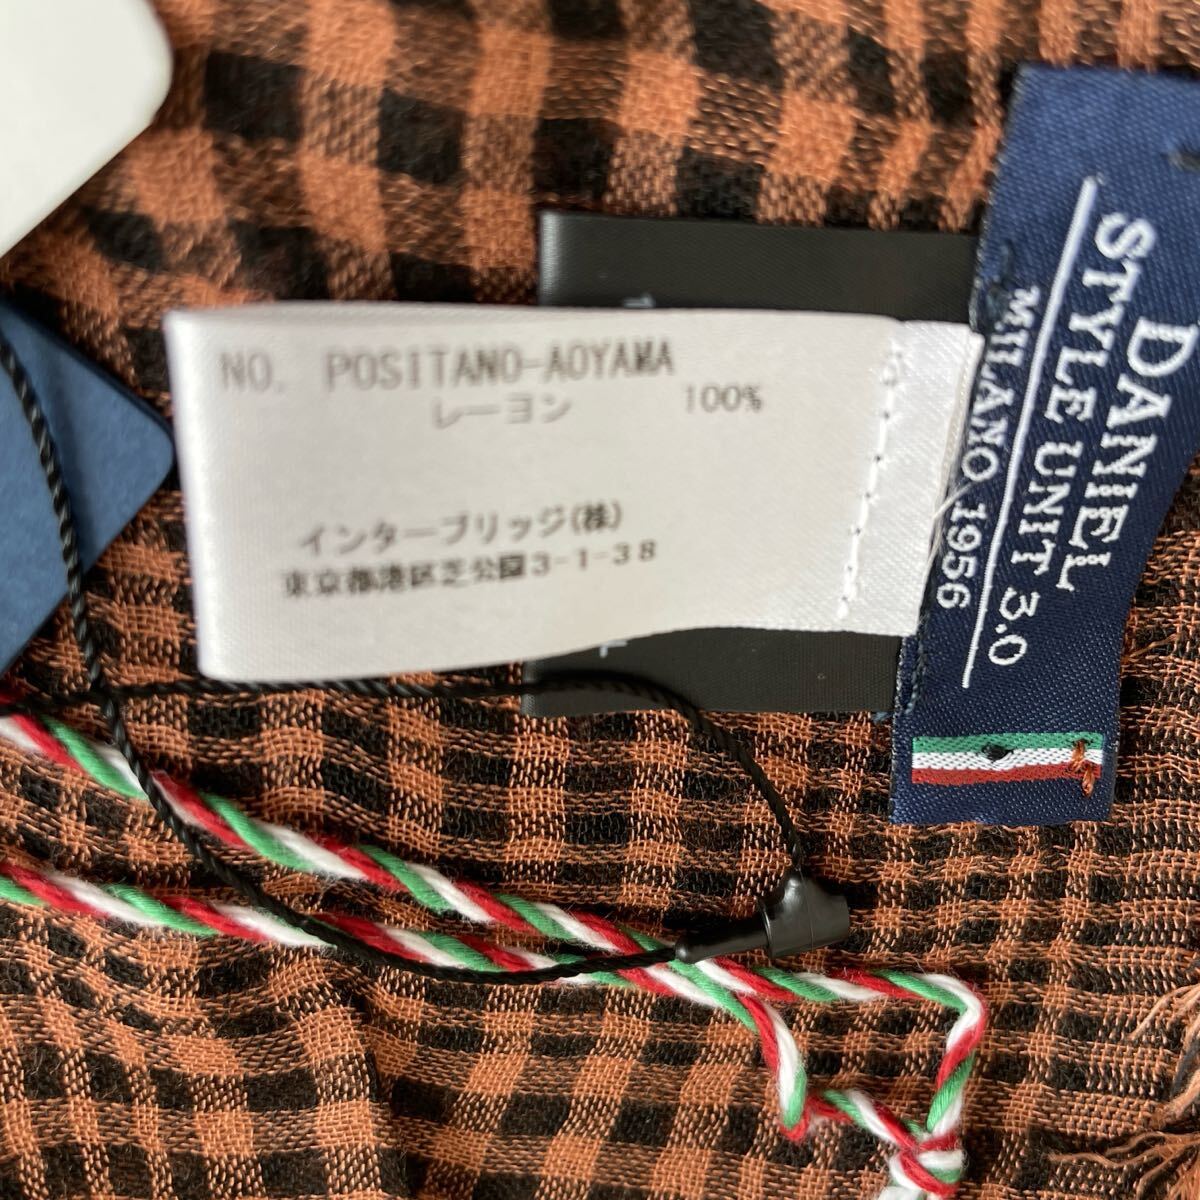 NO. POSITANO-AOYAMA
レーヨン 100%
インターブリッジ(株)
東京都港区芝公園3-1-38
DANIEL
STYLE UNIT 3.0
MILANO 1956